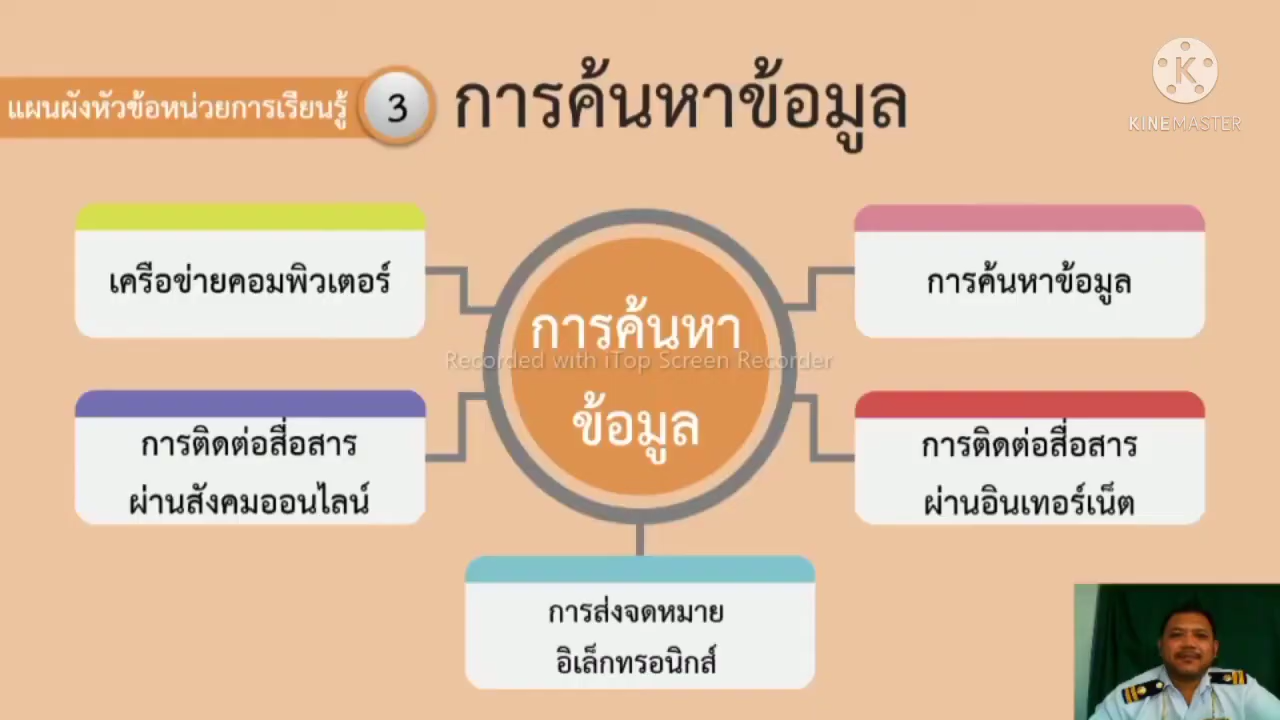 แผนผังหัวข้อหน่วยการเรียนรู้
3
การค้นหาข้อมูล
K
KINEMASTER
เครือข่ายคอมพิวเตอร์
การค้นหาข้อมูล
การค้นหา
ข้อมูล
Recorded with iTop Screen Recorder
การติดต่อสื่อสาร
ผ่านสังคมออนไลน์
การติดต่อสื่อสาร
ผ่านอินเทอร์เน็ต
การส่งจดหมาย
อิเล็กทรอนิกส์